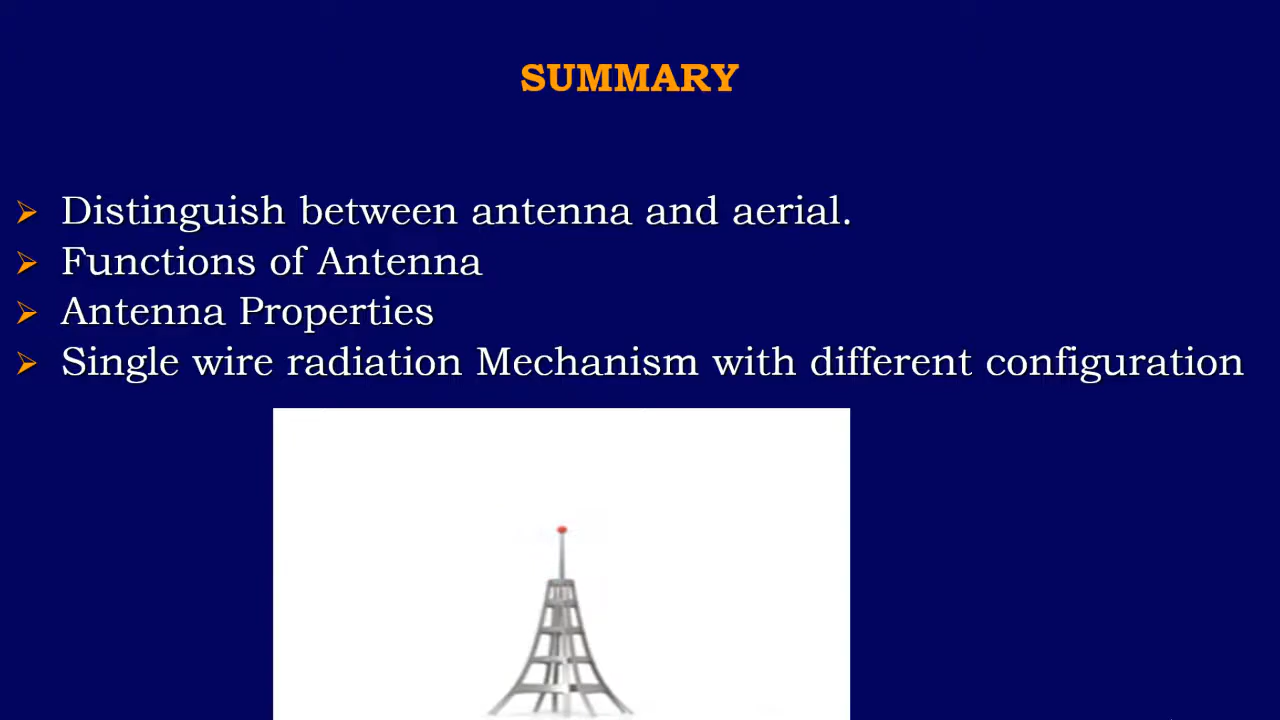 SUMMARY
Distinguish between antenna and aerial.
Functions of Antenna
Antenna Properties
Single wire radiation Mechanism with different configuration